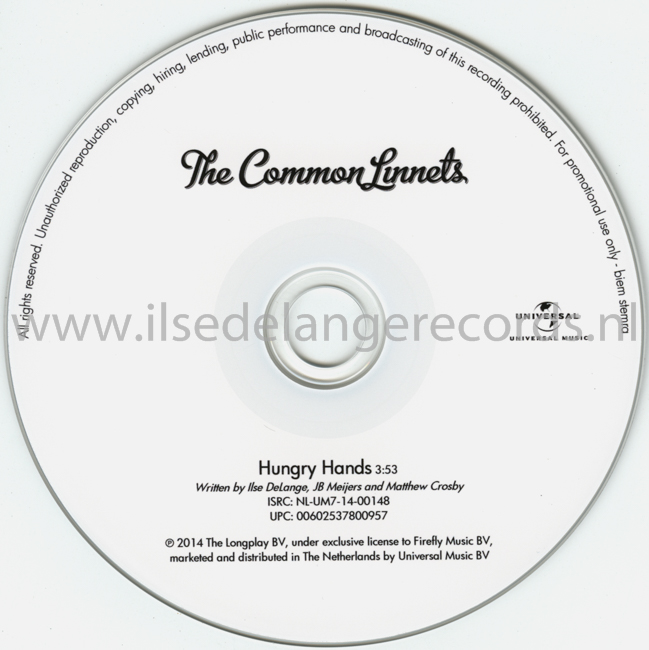 All rights reserved. Unauthorized reproduction, copying, hiring, lending, public performance and broadcasting of this recording prohibited. For promotional use only - biem stemra
The Common Linnets
www.ilsedelangerecords.nl
UNIVERSAL
UNIVERSAL MUSIC
Hungry Hands 3:53
Written by Ilse DeLange, JB Meijers and Matthew Crosby
ISRC: NL-UM7-14-00148
UPC: 00602537800957
℗ 2014 The Longplay BV, under exclusive license to Firefly Music BV,
marketed and distributed in The Netherlands by Universal Music BV